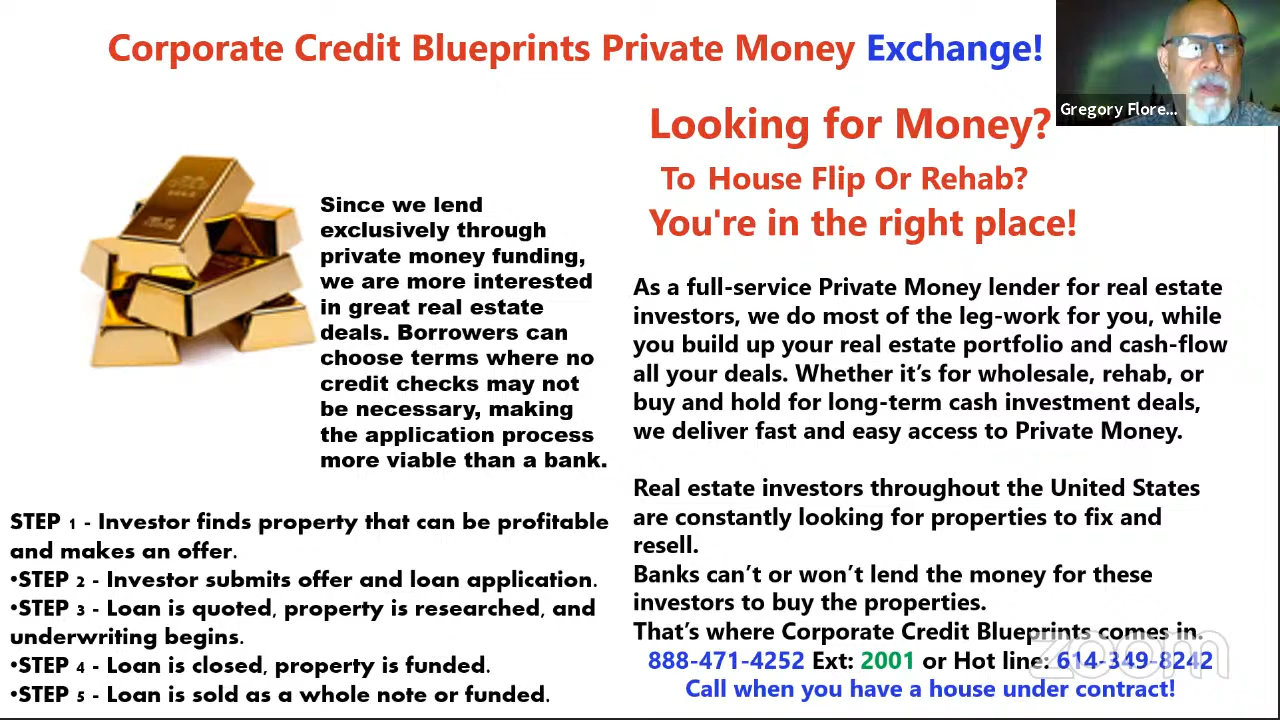 Corporate Credit Blueprints Private Money Exchange!
Gregory Flore...
Looking for Money?
To House Flip Or Rehab?
You're in the right place!
Since we lend
exclusively through
private money funding,
we are more interested
in great real estate
deals. Borrowers can
choose terms where no
credit checks may not
be necessary, making
the application process
more viable than a bank.
STEP 1 - Investor finds property that can be profitable
and makes an offer.
•STEP 2 - Investor submits offer and loan application.
•STEP 3 - Loan is quoted, property is researched, and
underwriting begins.
•STEP 4 - Loan is closed, property is funded.
•STEP 5 - Loan is sold as a whole note or funded.
As a full-service Private Money lender for real estate
investors, we do most of the leg-work for you, while
you build up your real estate portfolio and cash-flow
all your deals. Whether it's for wholesale, rehab, or
buy and hold for long-term cash investment deals,
we deliver fast and easy access to Private Money.
Real estate investors throughout the United States
are constantly looking for properties to fix and
resell.
Banks can't or won't lend the money for these
investors to buy the properties.
That's where Corporate Credit Blueprints comes in.
888-471-4252 Ext: 2001 or Hot line: 614-349-8242
Call when you have a house under contract!
zoom